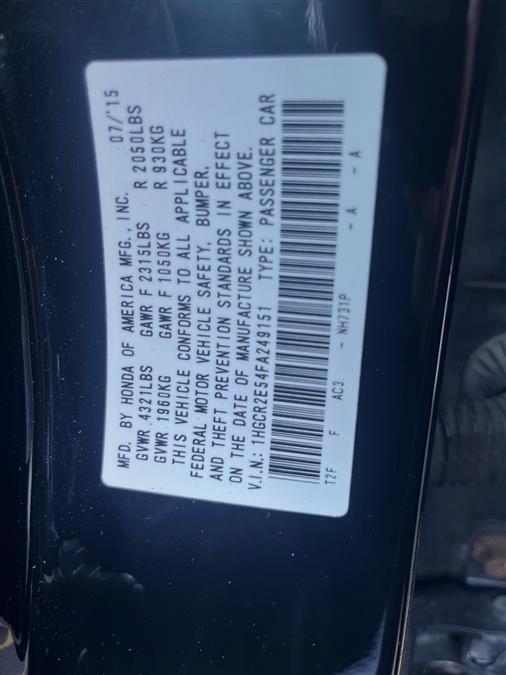 MFD. BY HONDA OF AMERICA MFG., INC. 07/'15
GVWR 4321LBS GAWR F 2315LBS R 2050LBS
GVWR 1960KG GAWR F 1050KG R 930KG
THIS VEHICLE CONFORMS TO ALL APPLICABLE
FEDERAL MOTOR VEHICLE SAFETY, BUMPER,
AND THEFT PREVENTION STANDARDS IN EFFECT
ON THE DATE OF MANUFACTURE SHOWN ABOVE.
V.I.N.: 1HGCR2E54FA249151 TYPE: PASSENGER CAR
T2F F AC3 - NH731P - A - A